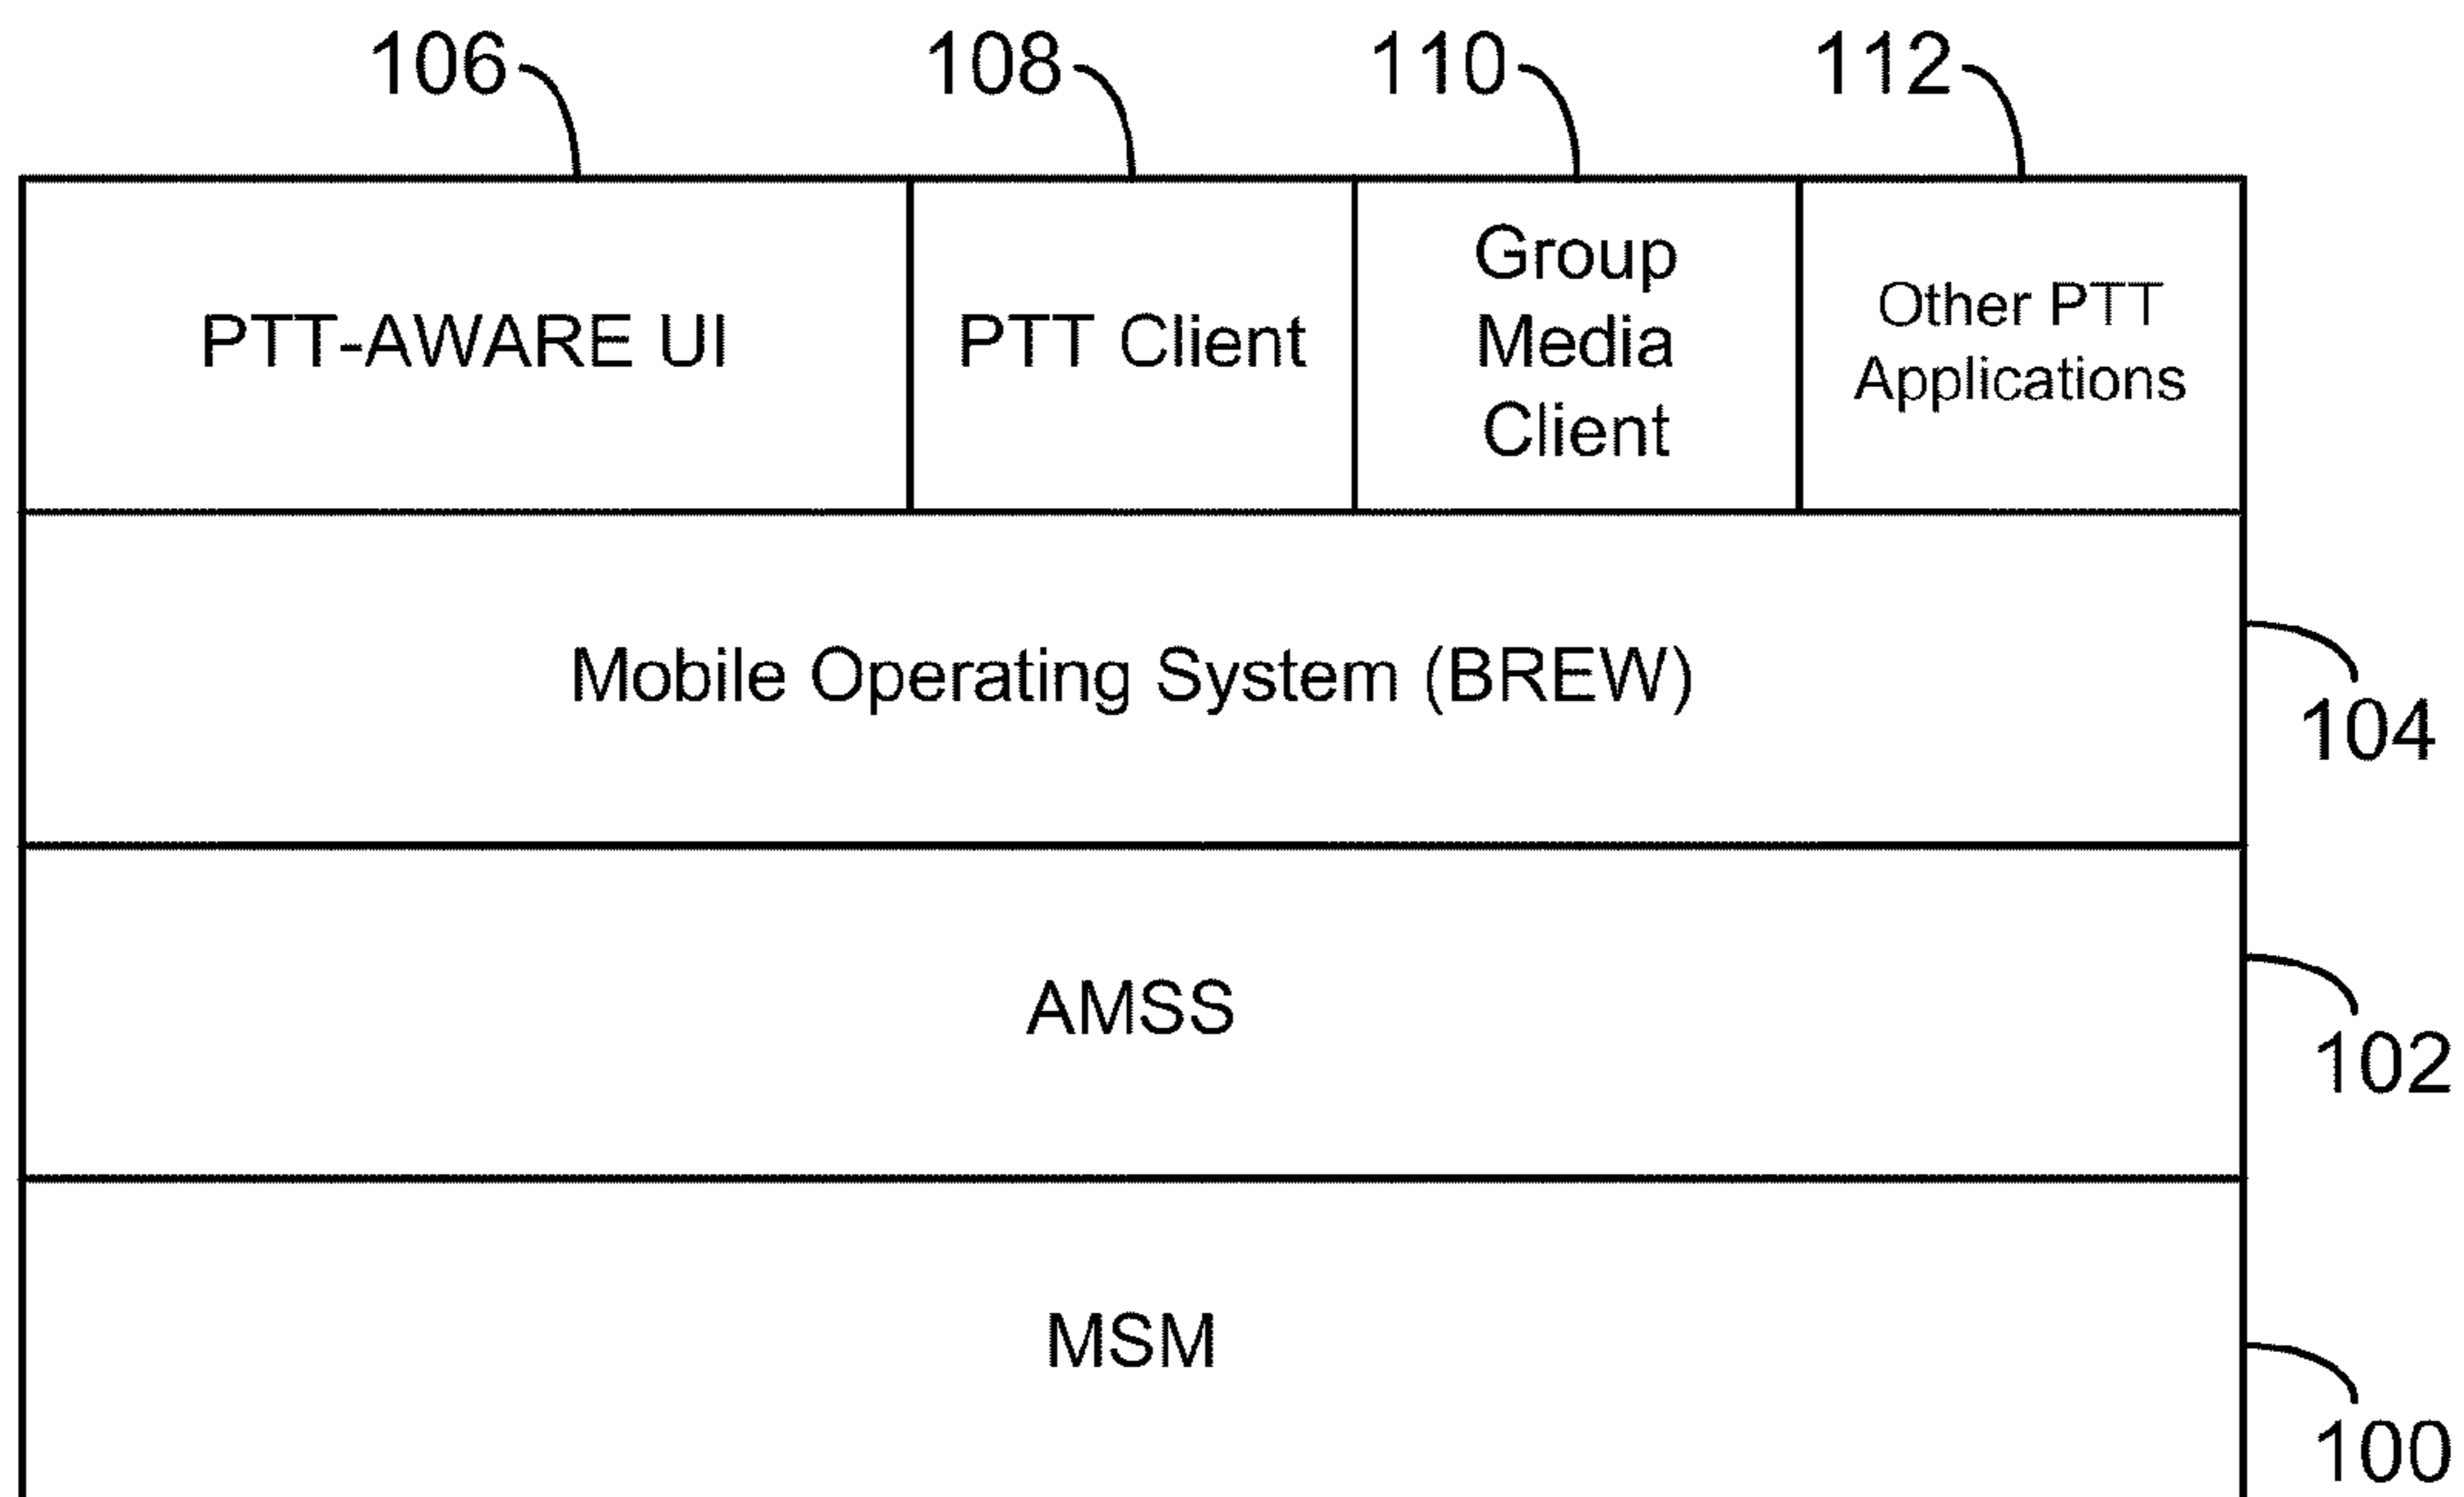 106
108
110
112
PTT-AWARE UI
PTT Client
Group
Media
Client
Other PTT
Applications
Mobile Operating System (BREW)
104
AMSS
102
MSM
100